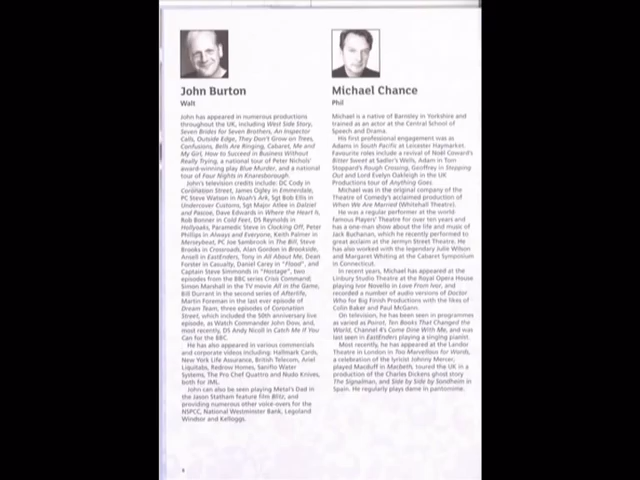 John Burton
Walt
John has appeared in numerous productions
throughout the UK, including West Side Story,
Seven Brides for Seven Brothers, An Inspector
Calls, Outside Edge, They Don't Grow on Trees,
Confusions, Bells Are Ringing, Cabaret, Me and
My Girl, How to Succeed in Business Without
Really Trying, a national tour of Peter Nichols'
award-winning play Blue Murder, and a national
tour of Four Nights in Knaresborough.
John's television credits include: DC Cody in
Coronation Street, James Ogley in Emmerdale,
PC Steve Watson in Noah's Ark, Sgt Bob Ellis in
Undercover Customs, Sgt Major Allee in Dalziel
and Pascoe, Dave Edwards in Where the Heart Is,
Rob Bonner in Cold Feet, DS Reynolds in
Hollyoaks, Paramedic Steve in Clocking Off, Peter
Phillips in Always and Everyone, Keith Palmer in
Merseybeat, PC Joe Sambrook in The Bill, Steve
Brooks in Crossroads, Alan Gordon in Brookside,
Ansell in EastEnders, Tony in All About Me, Dean
Forster in Casualty, Daniel Carey in "Flood", and
Captain Steve Simmonds in "Hostage", two
episodes from the BBC series Crisis Command;
Simon Marshall in the TV movie All in the Game,
Bill Durrant in the second series of Afterlife,
Martin Foreman in the last ever episode of
Dream Team, three episodes of Coronation
Street, which included the 50th anniversary live
episode, as Watch Commander John Dow, and,
most recently, DS Andy Nicoll in Catch Me If You
Can for the BBC.
He has also appeared in various commercials
and corporate videos including: Hallmark Cards,
New York Life Assurance, British Telecom, Ariel
Liquitabs, Redrow Homes, Saniflo Water
Systems, The Pro Chef Quattro and Nudo Knives,
both for JML.
John can also be seen playing Metal's Dad in
the Jason Statham feature film Blitz, and
providing numerous other voice-overs for the
NSPCC, National Westminster Bank, Legoland
Windsor and Kelloggs.
Michael Chance
Phil
Michael is a native of Barnsley in Yorkshire and
trained as an actor at the Central School of
Speech and Drama.
His first professional engagement was as
Adams in South Pacific at Leicester Haymarket.
Favourite roles include a revival of Noël Coward's
Bitter Sweet at Sadler's Wells, Adam in Tom
Stoppard's Rough Crossing, Geoffrey in Stepping
Out and Lord Evelyn Oakleigh in the UK
Productions tour of Anything Goes.
Michael was in the original company of the
Theatre of Comedy's acclaimed production of
When We Are Married (Whitehall Theatre).
He was a regular performer at the world-
famous Players' Theatre for over ten years and
has a one-man show about the life and music of
Jack Buchanan, which he recently performed to
great acclaim at the Jermyn Street Theatre. He
has also worked with the legendary Julie Wilson
and Margaret Whiting at the Cabaret Symposium
in Connecticut.
In recent years, Michael has appeared at the
Linbury Studio Theatre at the Royal Opera House
playing Ivor Novello in Love From Ivor, and
recorded a number of audio versions of Doctor
Who for Big Finish Productions with the likes of
Colin Baker and Paul McGann.
On television, he has been seen in programmes
as varied as Poirot, Ten Books That Changed the
World, Channel 4's Come Dine With Me, and was
last seen in EastEnders playing a singing pianist.
Most recently, he has appeared at the Landor
Theatre in London in Too Marvellous for Words,
a celebration of the lyricist Johnny Mercer,
played Macduff in Macbeth, toured the UK in a
production of the Charles Dickens ghost story
The Signalman, and Side by Side by Sondheim in
Spain. He regularly plays dame in pantomime.